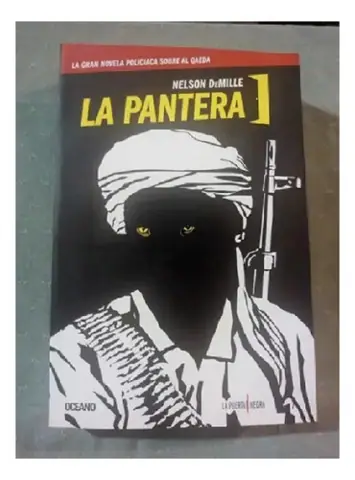 LA GRAN NOVELA POLICIACA SOBRE AL QAEDA
NELSON DeMILLE
LA PANTERA
OCEANO
LA PUERTA NEGRA